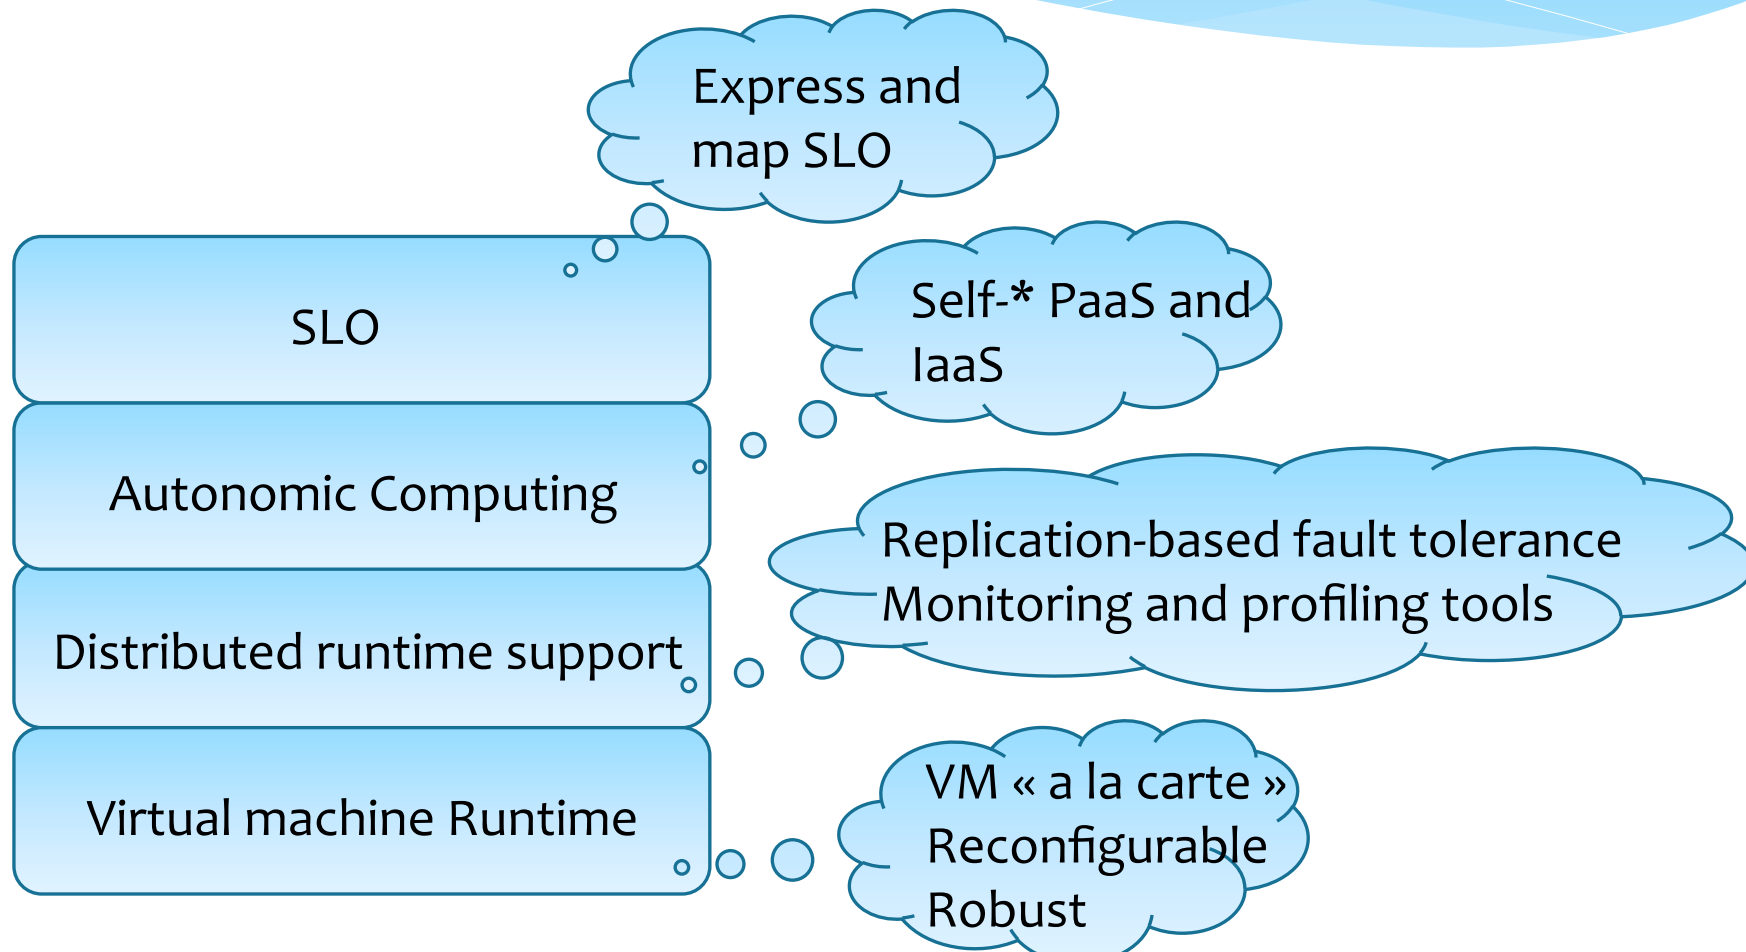 Express and
map SLO
SLO
Self-* PaaS and
IaaS
Autonomic Computing
Replication-based fault tolerance
Monitoring and profiling tools
Distributed runtime support
VM « a la carte »
Reconfigurable
Robust
Virtual machine Runtime